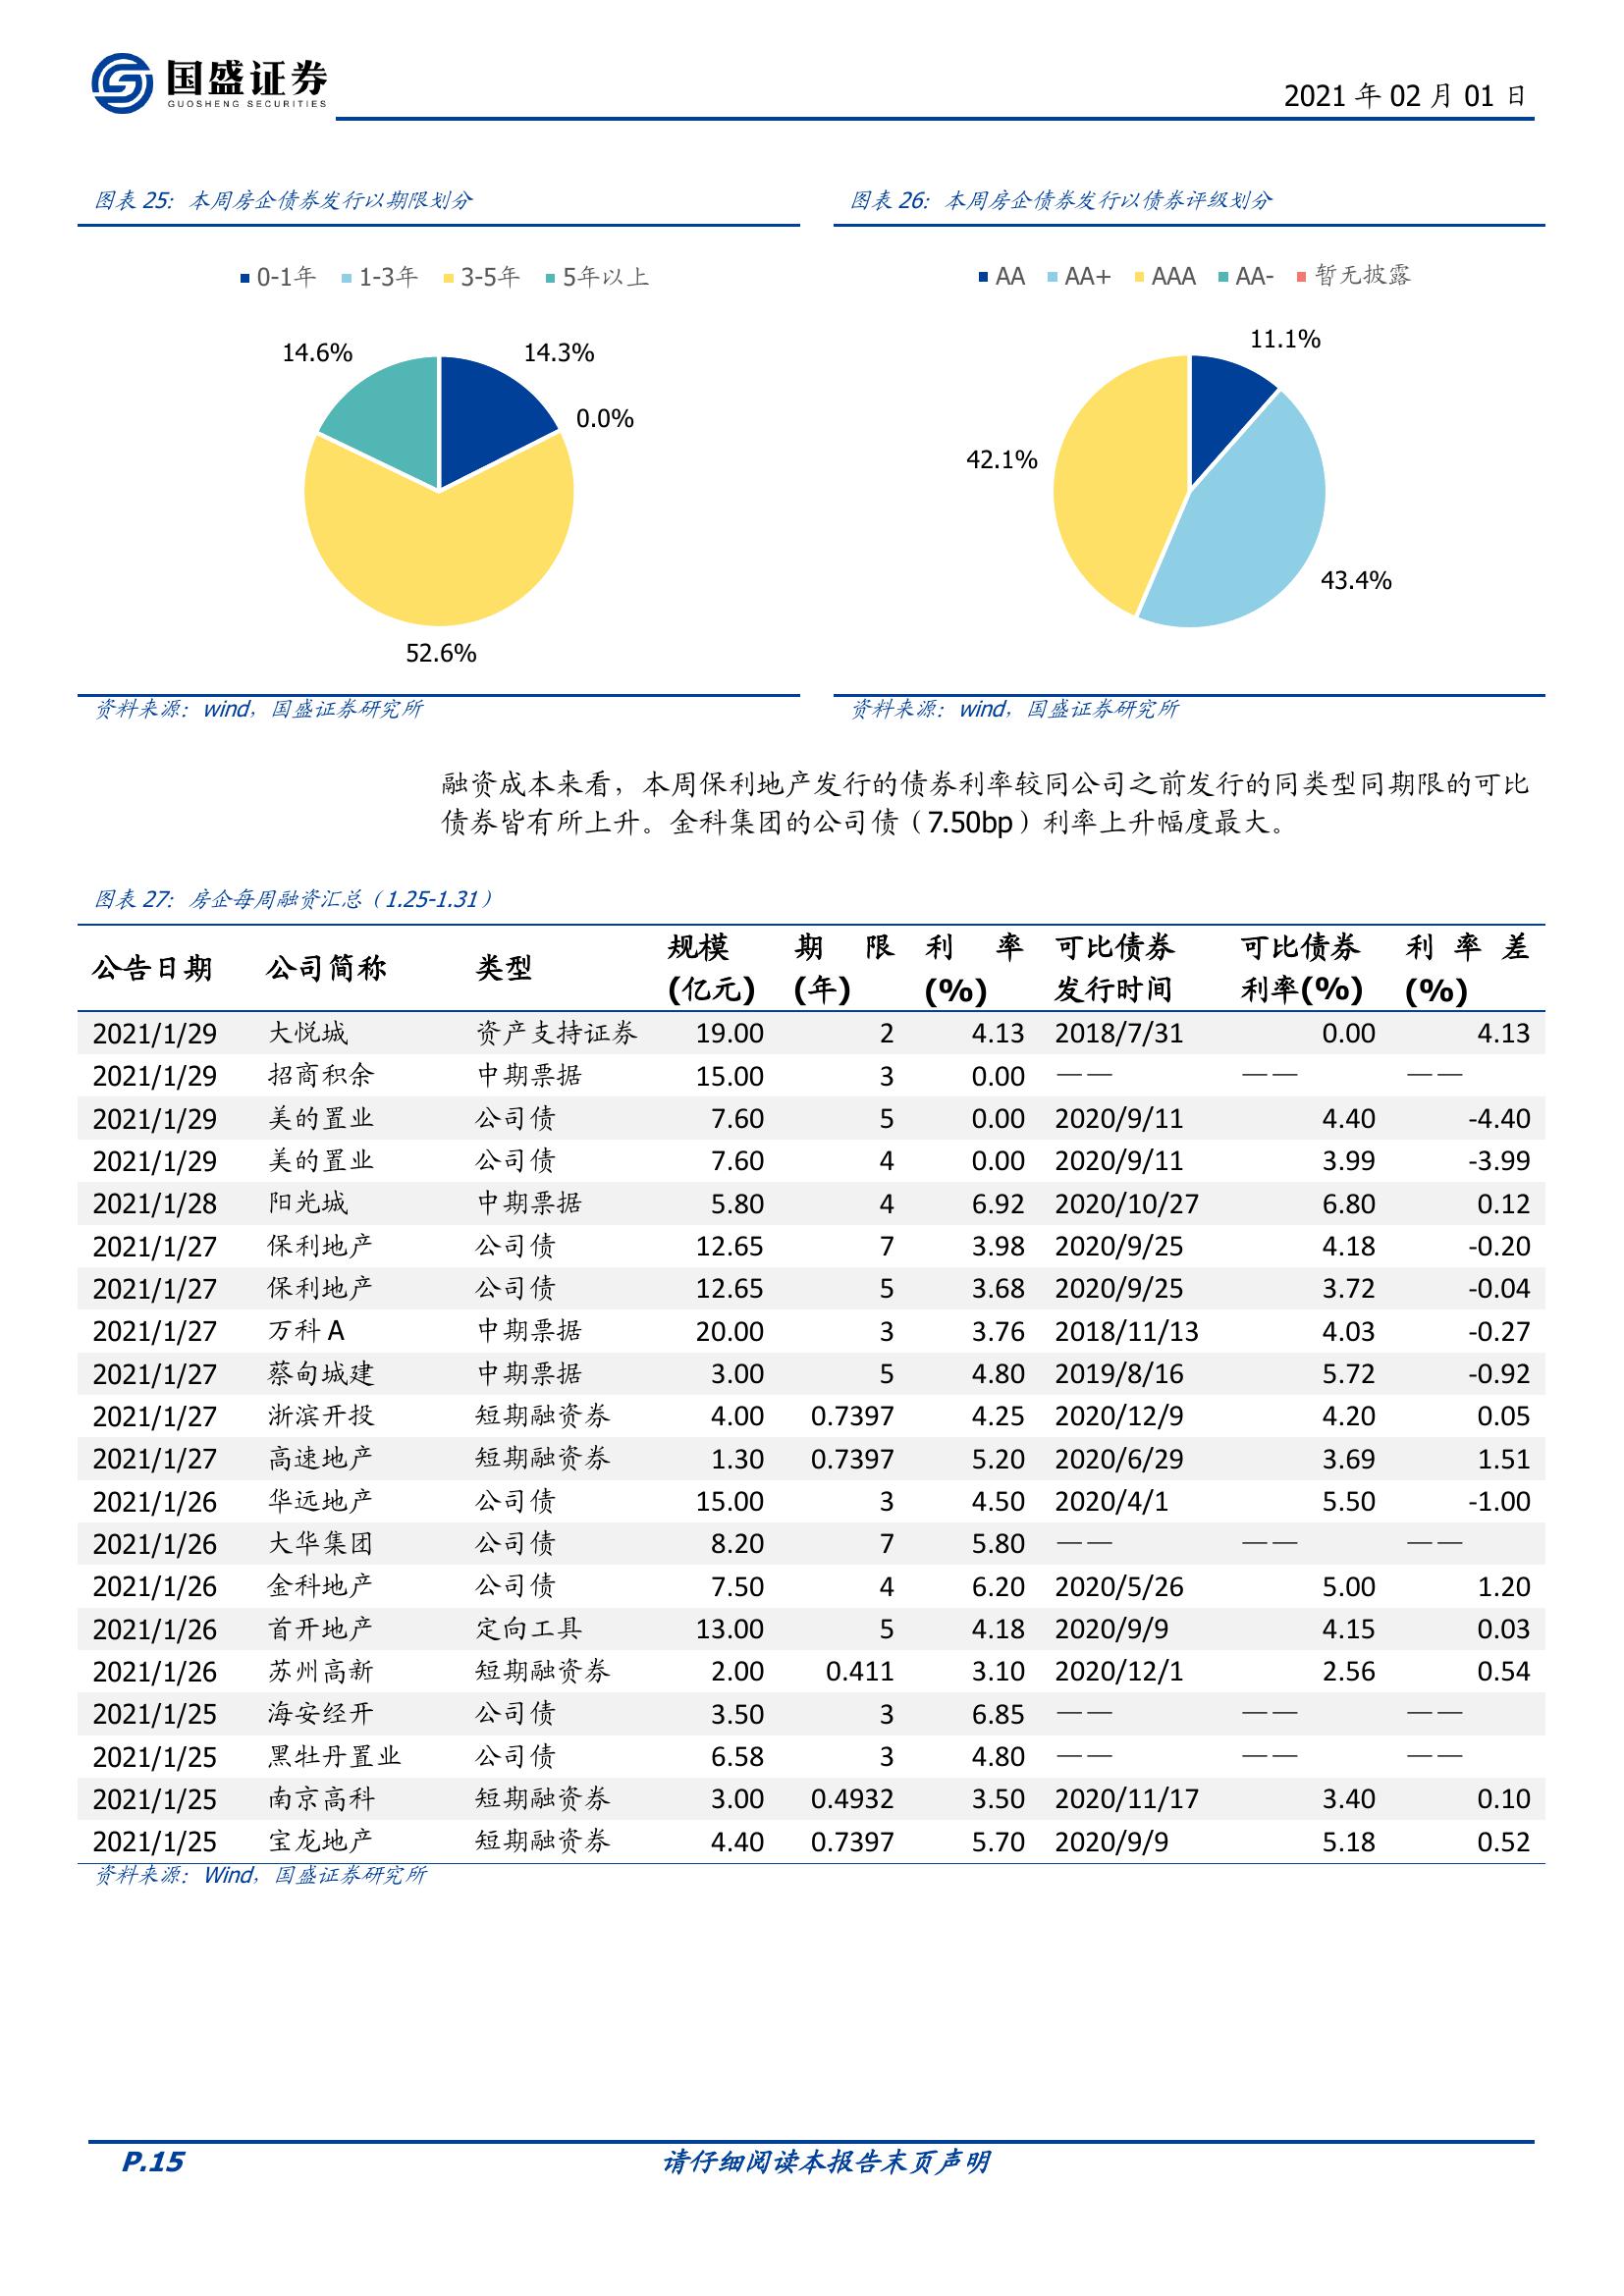 国盛证券
GUOSHENG SECURITIES
2021 年 02 月 01 日
图表 25：本周房企债券发行以期限划分
0-1年 1-3年 3-5年 5年以上
14.6% 14.3%
0.0%
52.6%
资料来源：wind，国盛证券研究所
图表 26：本周房企债券发行以债券评级划分
AA AA+ AAA AA- 暂无披露
11.1%
42.1%
43.4%
资料来源：wind，国盛证券研究所
融资成本来看，本周保利地产发行的债券利率较同公司之前发行的同类型同期限的可比
债券皆有所上升。金科集团的公司债（7.50bp）利率上升幅度最大。
图表 27：房企每周融资汇总（1.25-1.31）
公告日期 公司简称 类型 规模(亿元) 期限(年) 利率(%) 可比债券发行时间 可比债券利率(%) 利率差(%)
2021/1/29 大悦城 资产支持证券 19.00 2 4.13 2018/7/31 0.00 4.13
2021/1/29 招商积余 中期票据 15.00 3 0.00 —— —— ——
2021/1/29 美的置业 公司债 7.60 5 0.00 2020/9/11 4.40 -4.40
2021/1/29 美的置业 公司债 7.60 4 0.00 2020/9/11 3.99 -3.99
2021/1/28 阳光城 中期票据 5.80 4 6.92 2020/10/27 6.80 0.12
2021/1/27 保利地产 公司债 12.65 7 3.98 2020/9/25 4.18 -0.20
2021/1/27 保利地产 公司债 12.65 5 3.68 2020/9/25 3.72 -0.04
2021/1/27 万科 A 中期票据 20.00 3 3.76 2018/11/13 4.03 -0.27
2021/1/27 蔡甸城建 中期票据 3.00 5 4.80 2019/8/16 5.72 -0.92
2021/1/27 浙滨开投 短期融资券 4.00 0.7397 4.25 2020/12/9 4.20 0.05
2021/1/27 高速地产 短期融资券 1.30 0.7397 5.20 2020/6/29 3.69 1.51
2021/1/26 华远地产 公司债 15.00 3 4.50 2020/4/1 5.50 -1.00
2021/1/26 大华集团 公司债 8.20 7 5.80 —— —— ——
2021/1/26 金科地产 公司债 7.50 4 6.20 2020/5/26 5.00 1.20
2021/1/26 首开地产 定向工具 13.00 5 4.18 2020/9/9 4.15 0.03
2021/1/26 苏州高新 短期融资券 2.00 0.411 3.10 2020/12/1 2.56 0.54
2021/1/25 海安经开 公司债 3.50 3 6.85 —— —— ——
2021/1/25 黑牡丹置业 公司债 6.58 3 4.80 —— —— ——
2021/1/25 南京高科 短期融资券 3.00 0.4932 3.50 2020/11/17 3.40 0.10
2021/1/25 宝龙地产 短期融资券 4.40 0.7397 5.70 2020/9/9 5.18 0.52
资料来源：Wind，国盛证券研究所
P.15 请仔细阅读本报告末页声明